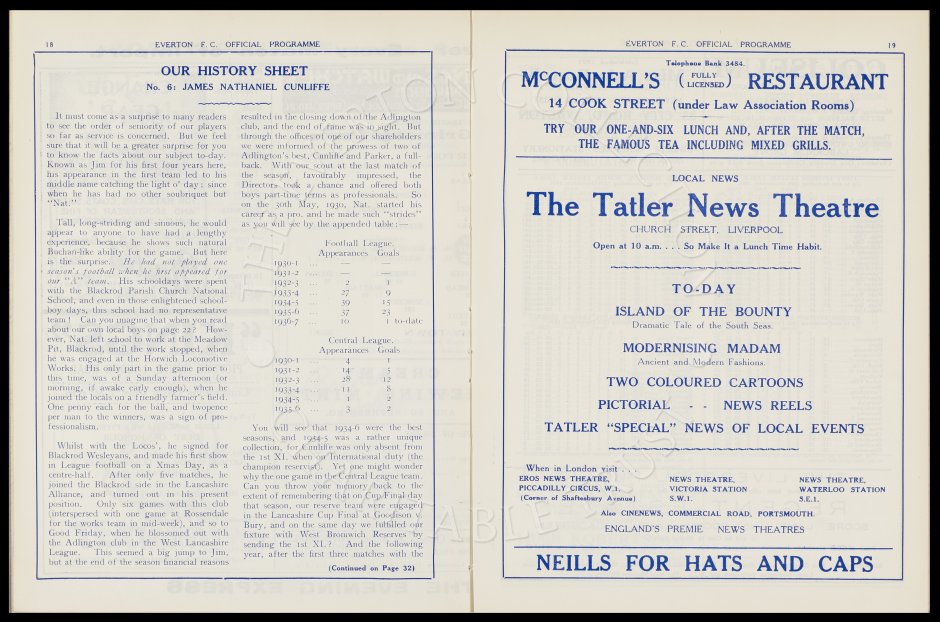 18
EVERTON F. C. OFFICIAL PROGRAMME
OUR HISTORY SHEET
No. 6: JAMES NATHANIEL CUNLIFFE
It must come as a surprise to many readers
to see the order of seniority of our players
so far as service is concerned; but we feel
sure that it will be a greater surprise for you
to know the facts about our subject to-day.
Known as Jim for his first four years here,
his appearance in the first team led to his
middle name catching the light o' day; since
when he has had no other soubriquet but
"Nat."
Tall, long-striding and sinuous, he would
appear to anyone to have had a lengthy
experience, because he shows such natural
Buchan-like ability for the game. But here
is the surprise. He had not played one
season's football when he first appeared for
our "A" team. His schooldays were spent
with the Blackrod Parish Church National
School, and even in those enlightened school-
boy days, this school had no representative
team! Can you imagine that when you read
about our own local boys on page 22? How-
ever, Nat. left school to work at the Meadow
Pit, Blackrod, until the work stopped, when
he was engaged at the Horwich Locomotive
Works. His only part in the game prior to
this time, was of a Sunday afternoon (or
morning, if awake early enough), when he
joined the locals on a friendly farmer's field.
One penny each for the ball, and twopence
per man to the winners, was a sign of pro-
fessionalism.
Whilst with the Locos', he signed for
Blackrod Wesleyans, and made his first show
in League football on a Xmas Day, as a
centre-half. After only five matches, he
joined the Blackrod side in the Lancashire
Alliance, and turned out in his present
position. Only six games with this club
(interspersed with one game at Rossendale
for the works team in mid-week), and so to
Good Friday, when he blossomed out with
the Adlington club in the West Lancashire
League. This seemed a big jump to Jim,
but at the end of the season financial reasons
resulted in the closing down of the Adlington
club, and the end of fame was in sight. But
through the offices of one of our shareholders
we were informed of the prowess of two of
Adlington's best, Cunliffe and Parker, a full-
back. With our scout at the last match of
the season, favourably impressed, the
Directors took a chance and offered both
boys part-time terms as professionals. So
on the 30th May, 1930, Nat. started his
career as a pro. and he made such "strides"
as you will see by the appended table:—
Football League.
Appearances Goals
1930-1 ... — —
1931-2 ... — —
1932-3 ... 2 1
1933-4 ... 27 9
1934-5 ... 39 15
1935-6 ... 37 23
1936-7 ... 10 1 to-date
Central League.
Appearances Goals
1930-1 ... 4 1
1931-2 ... 14 5
1932-3 ... 28 12
1933-4 ... 11 8
1934-5 ... 1 2
1935-6 ... 3 2
You will see that 1934-6 were the best
seasons, and 1934-5 was a rather unique
collection, for Cunliffe was only absent from
the 1st XI. when on International duty (the
champion reservist). Yet one might wonder
why the one game in the Central League team.
Can you throw your memory back to the
extent of remembering that on Cup Final day
that season, our reserve team were engaged
in the Lancashire Cup Final at Goodison v.
Bury, and on the same day we fulfilled our
fixture with West Bromwich Reserves by
sending the 1st XI.? And the following
year, after the first three matches with the
(Continued on Page 32)
EVERTON F. C. OFFICIAL PROGRAMME
19
Telephone Bank 3484.
McCONNELL'S (FULLY LICENSED) RESTAURANT
14 COOK STREET (under Law Association Rooms)
TRY OUR ONE-AND-SIX LUNCH AND, AFTER THE MATCH,
THE FAMOUS TEA INCLUDING MIXED GRILLS.
LOCAL NEWS
The Tatler News Theatre
CHURCH STREET, LIVERPOOL
Open at 10 a.m. . . . So Make It a Lunch Time Habit.
TO-DAY
ISLAND OF THE BOUNTY
Dramatic Tale of the South Seas.
MODERNISING MADAM
Ancient and Modern Fashions.
TWO COLOURED CARTOONS
PICTORIAL - - NEWS REELS
TATLER "SPECIAL" NEWS OF LOCAL EVENTS
When in London visit . . .
EROS NEWS THEATRE,
PICCADILLY CIRCUS, W.1.
(Corner of Shaftesbury Avenue)
NEWS THEATRE,
VICTORIA STATION
S.W.1.
NEWS THEATRE,
WATERLOO STATION
S.E.1.
Also CINENEWS, COMMERCIAL ROAD, PORTSMOUTH.
ENGLAND'S PREMIE NEWS THEATRES
NEILLS FOR HATS AND CAPS